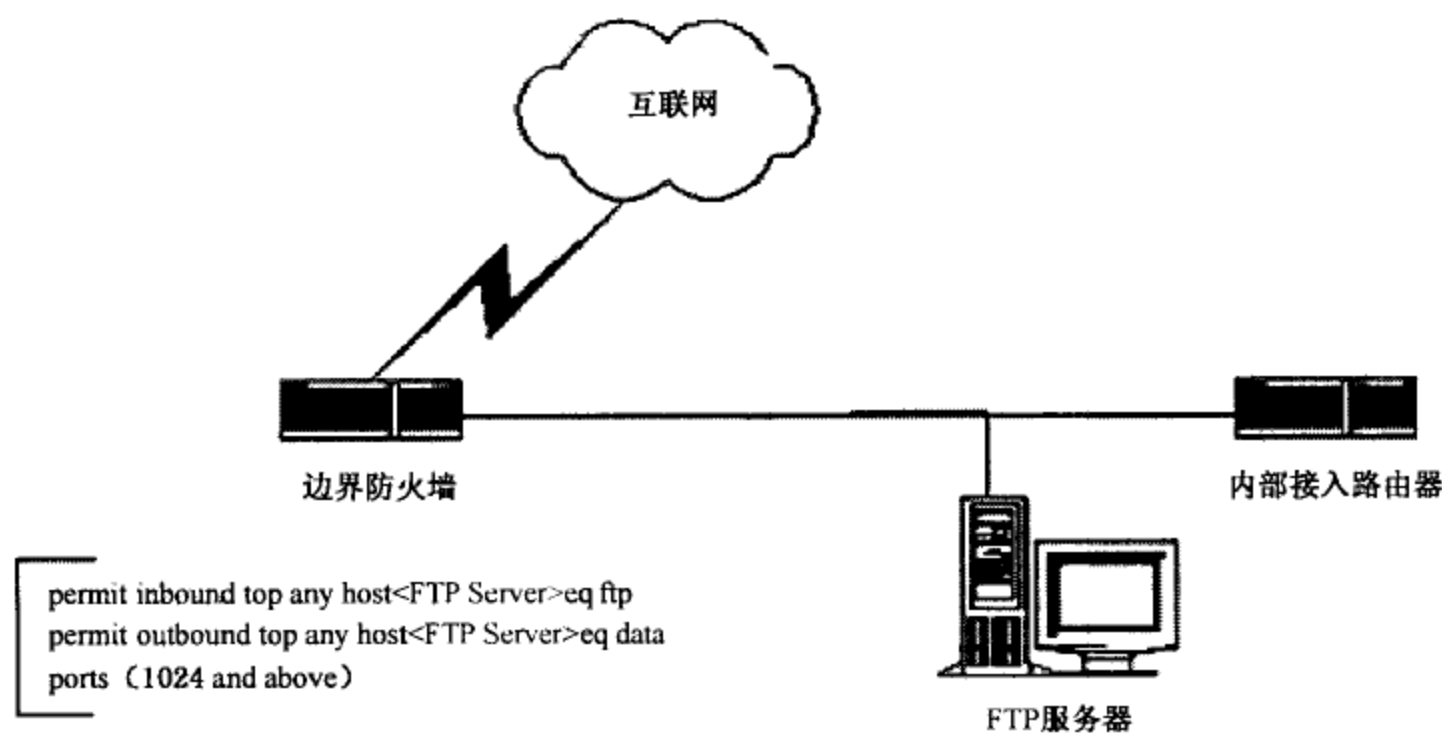 互联网
边界防火墙
内部接入路由器
permit inbound top any host<FTP Server>eq ftp
permit outbound top any host<FTP Server>eq data
ports（1024 and above）
FTP服务器